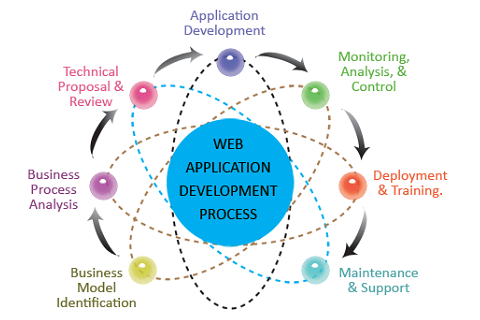 Application
Development
Monitoring,
Analysis, &
Control
Technical
Proposal &
Review
WEB
APPLICATION
DEVELOPMENT
PROCESS
Business
Process
Analysis
Deployment
& Training.
Business
Model
Identification
Maintenance
& Support